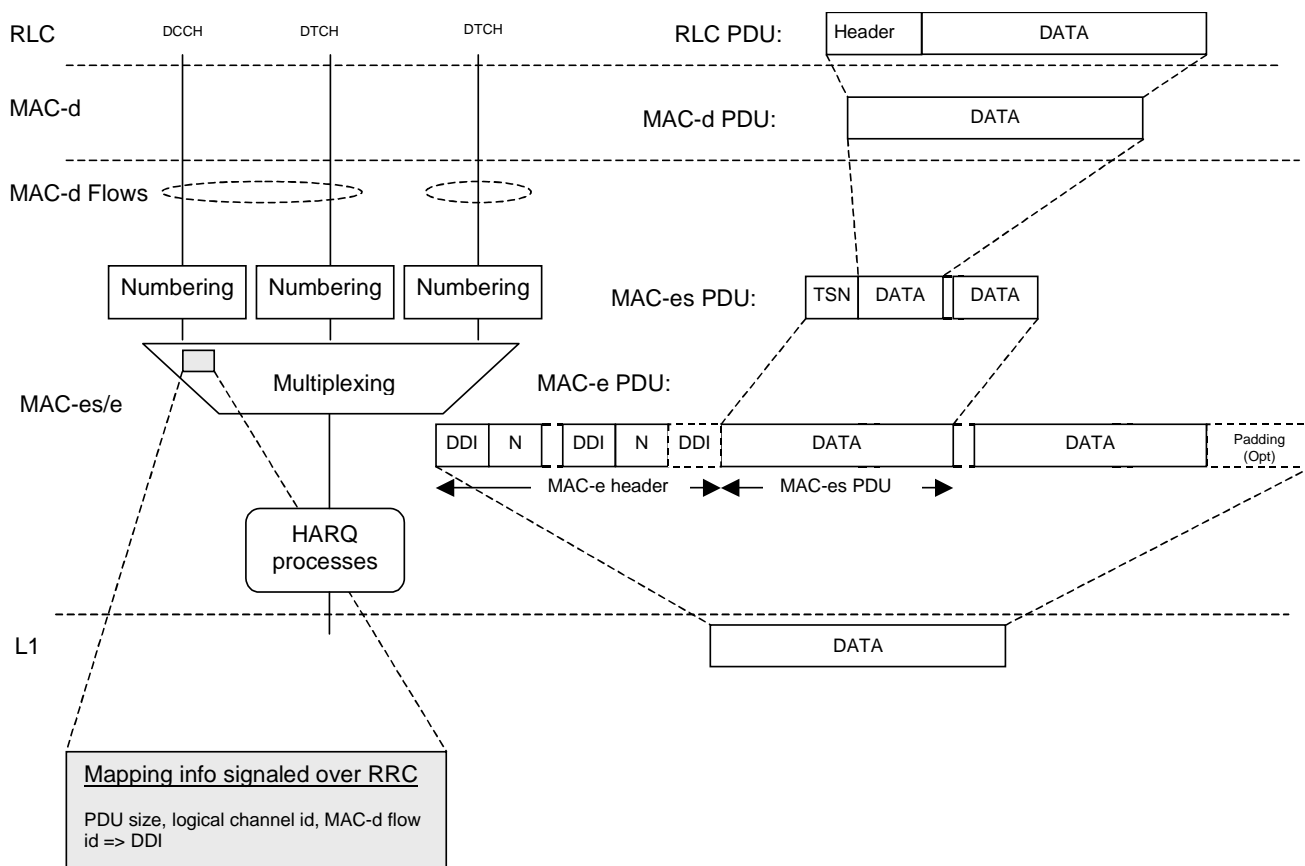 RLC
DCCH
DTCH
DTCH
RLC PDU:
Header
DATA
MAC-d
MAC-d PDU:
DATA
MAC-d Flows
Numbering
Numbering
Numbering
MAC-es PDU:
TSN
DATA
DATA
Multiplexing
MAC-e PDU:
MAC-es/e
DDI
N
DDI
N
DDI
DATA
DATA
Padding
(Opt)
MAC-e header
MAC-es PDU
HARQ
processes
L1
DATA
Mapping info signaled over RRC
PDU size, logical channel id, MAC-d flow
id => DDI